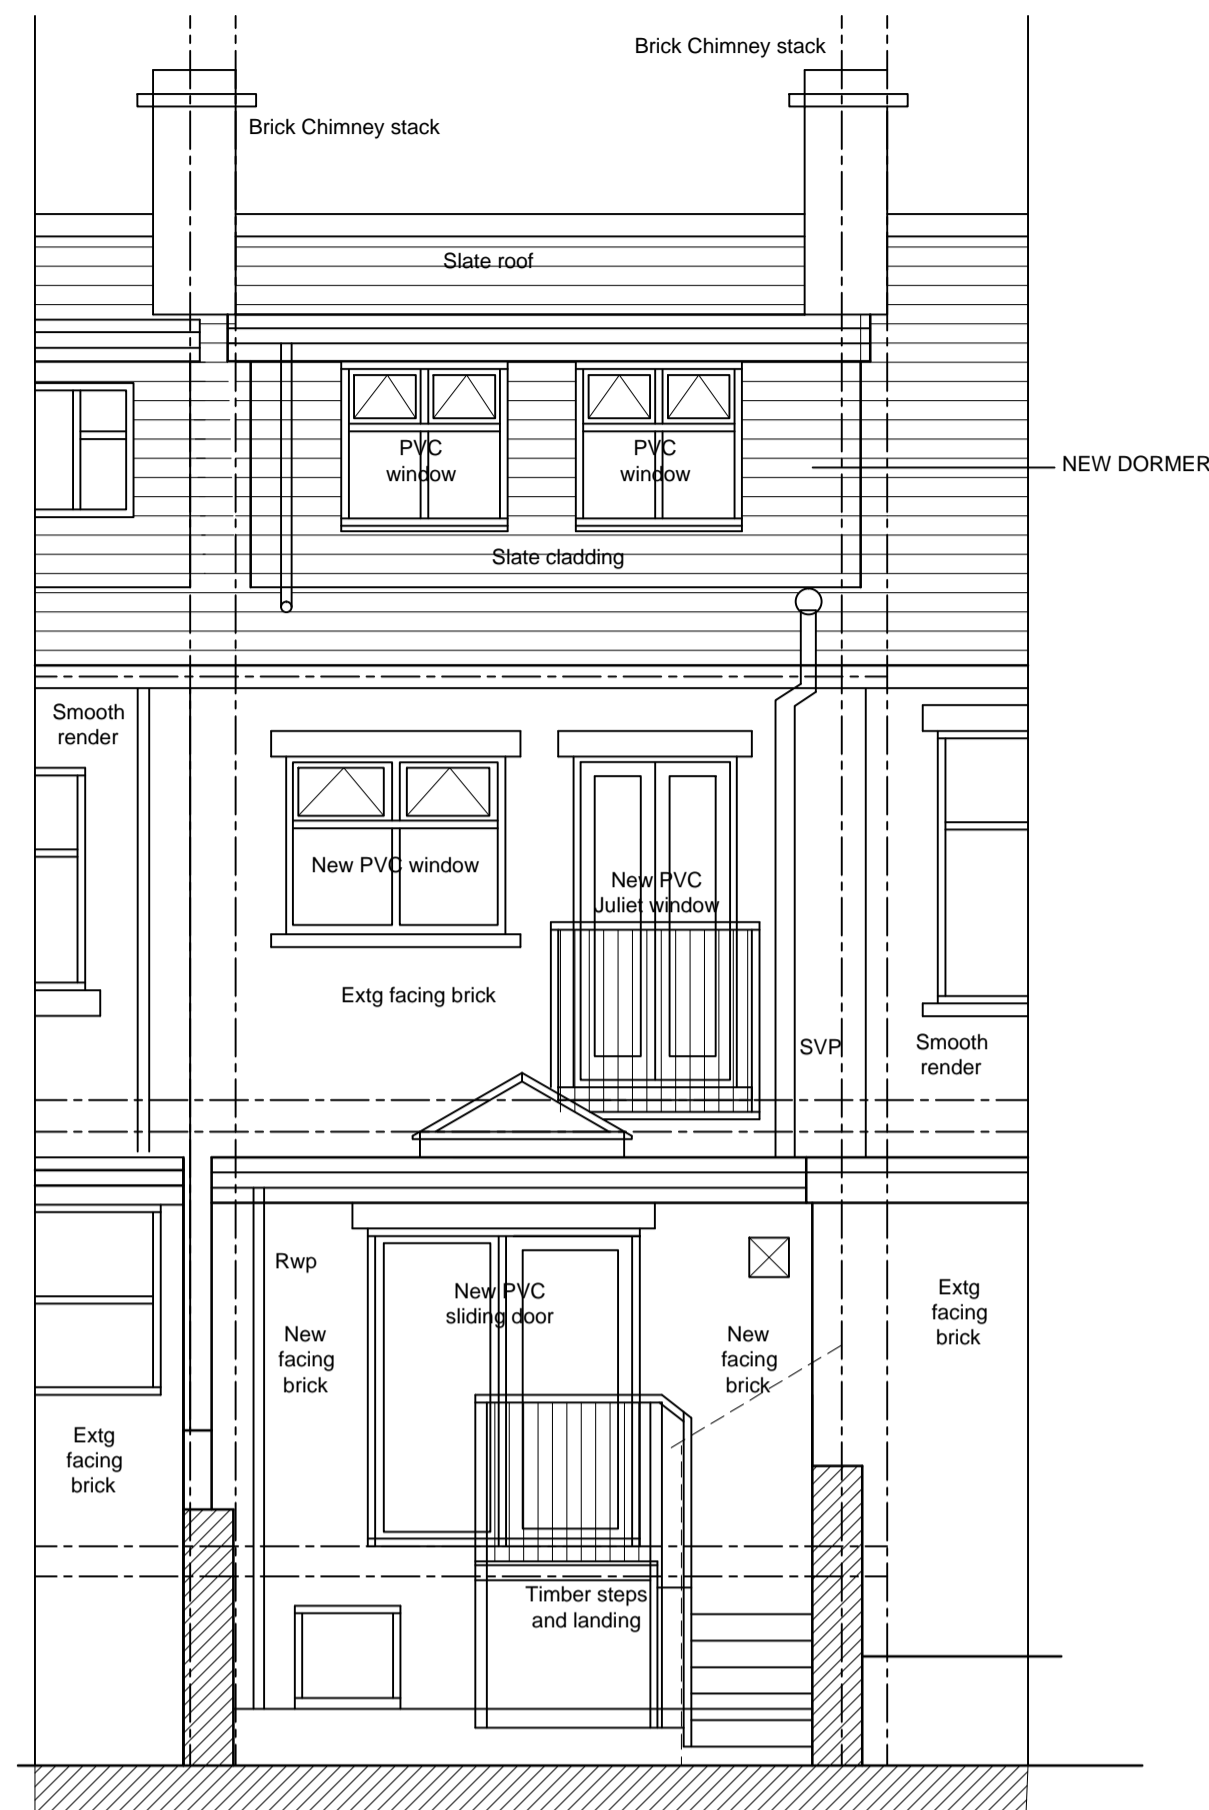 Brick Chimney stack
Brick Chimney stack
Slate roof
PVC
window
PVC
window
NEW DORMER
Slate cladding
Smooth
render
New PVC window
New PVC
Juliet window
Extg facing brick
SVP
Smooth
render
Rwp
New PVC
sliding door
Extg
facing
brick
New
facing
brick
New
facing
brick
Extg
facing
brick
Timber steps
and landing